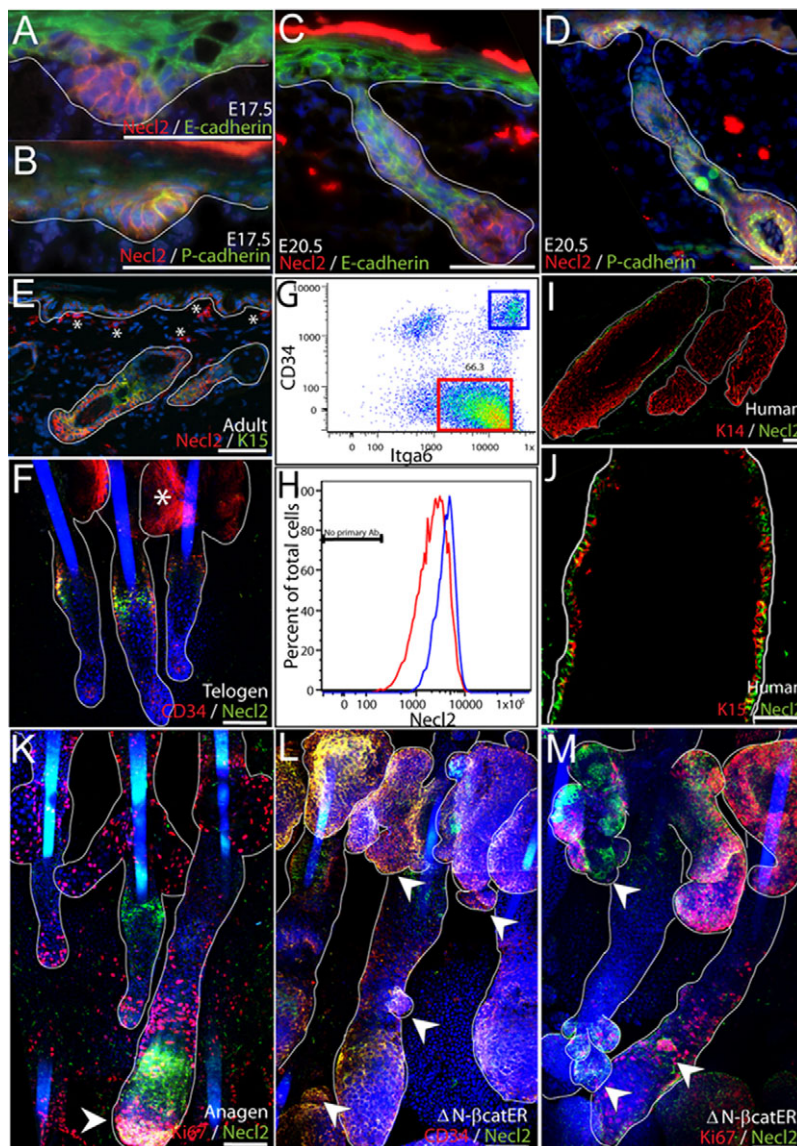 A
E17.5
Necl2 / E-cadherin
B
E17.5
Necl2 / P-cadherin
C
E20.5
Necl2 / E-cadherin
D
E20.5
Necl2 / P-cadherin
E
*
*
*
*
*
Adult
Necl2 / K15
F
*
Telogen
CD34 / Necl2
G
10000
1000
100
0
CD34
66.3
0 100 1000 10000 1x
Itga6
H
100
80
60
40
20
0
Percent of total cells
No primary Ab.
0 100 1000 10000 1x10⁵
Necl2
I
Human
K14 / Necl2
J
Human
K15 / Necl2
K
Anagen
Ki67 / Necl2
L
Δ N-βcatER
CD34 / Necl2
M
Δ N-βcatER
Ki67 / Necl2